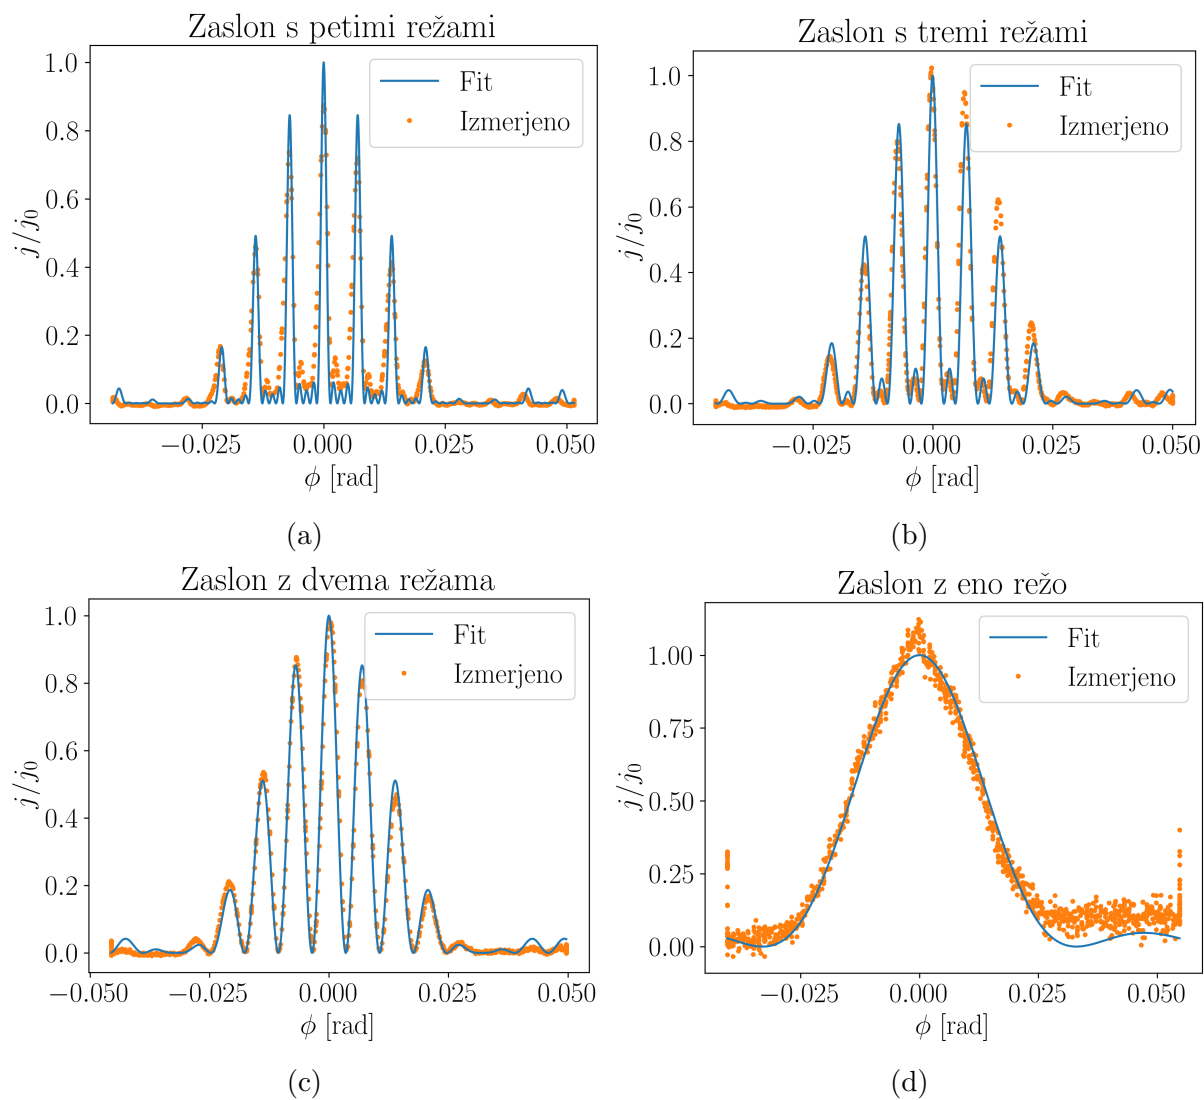 Zaslon s petimi režami
1.0
0.8
0.6
0.4
0.2
0.0
j/j₀
Fit
Izmerjeno
−0.025
0.000
0.025
0.050
ϕ [rad]
(a)
Zaslon s tremi režami
1.0
0.8
0.6
0.4
0.2
0.0
j/j₀
Fit
Izmerjeno
−0.025
0.000
0.025
0.050
ϕ [rad]
(b)
Zaslon z dvema režama
1.0
0.8
0.6
0.4
0.2
0.0
j/j₀
Fit
Izmerjeno
−0.050
−0.025
0.000
0.025
0.050
ϕ [rad]
(c)
Zaslon z eno režo
1.00
0.75
0.50
0.25
0.00
j/j₀
Fit
Izmerjeno
−0.025
0.000
0.025
0.050
ϕ [rad]
(d)